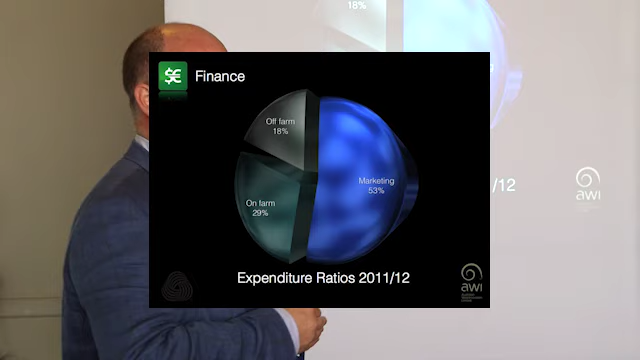 18%
$€
Finance
Off farm
18%
Marketing
53%
On farm
29%
Expenditure Ratios 2011/12
/12
awi
awi